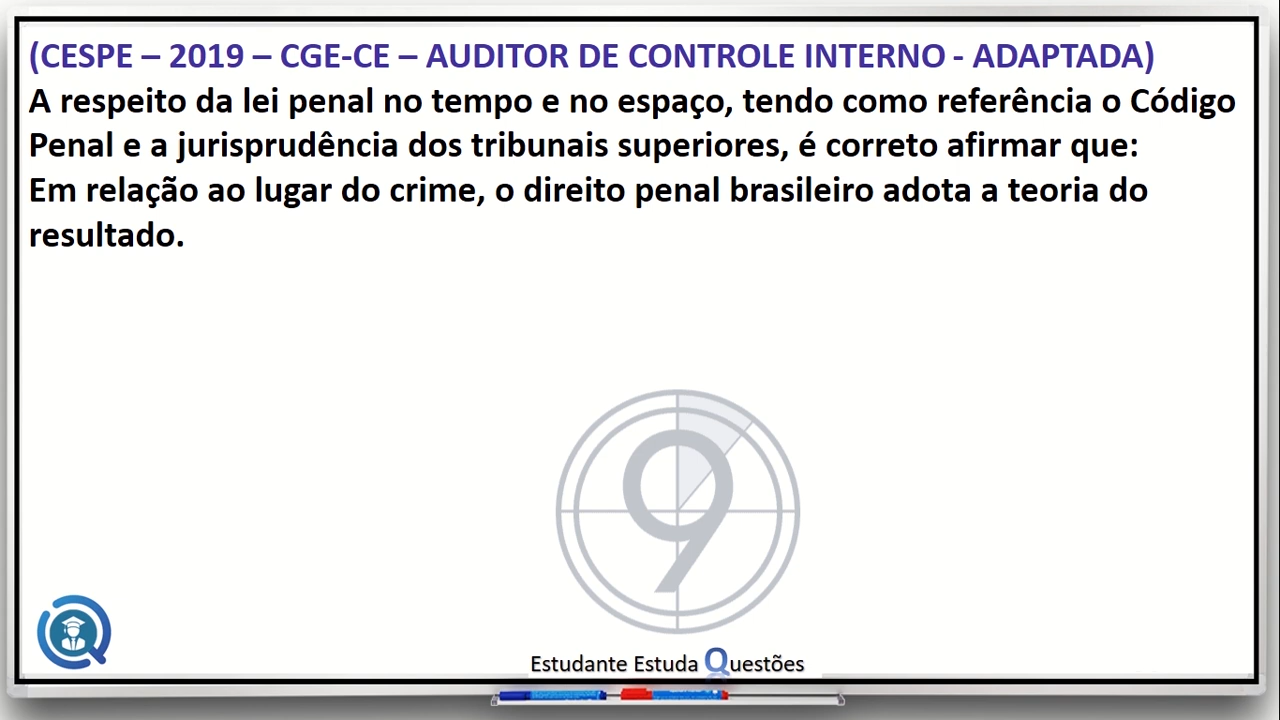 (CESPE – 2019 – CGE-CE – AUDITOR DE CONTROLE INTERNO - ADAPTADA)
A respeito da lei penal no tempo e no espaço, tendo como referência o Código
Penal e a jurisprudência dos tribunais superiores, é correto afirmar que:
Em relação ao lugar do crime, o direito penal brasileiro adota a teoria do
resultado.
9
Estudante Estuda Questões